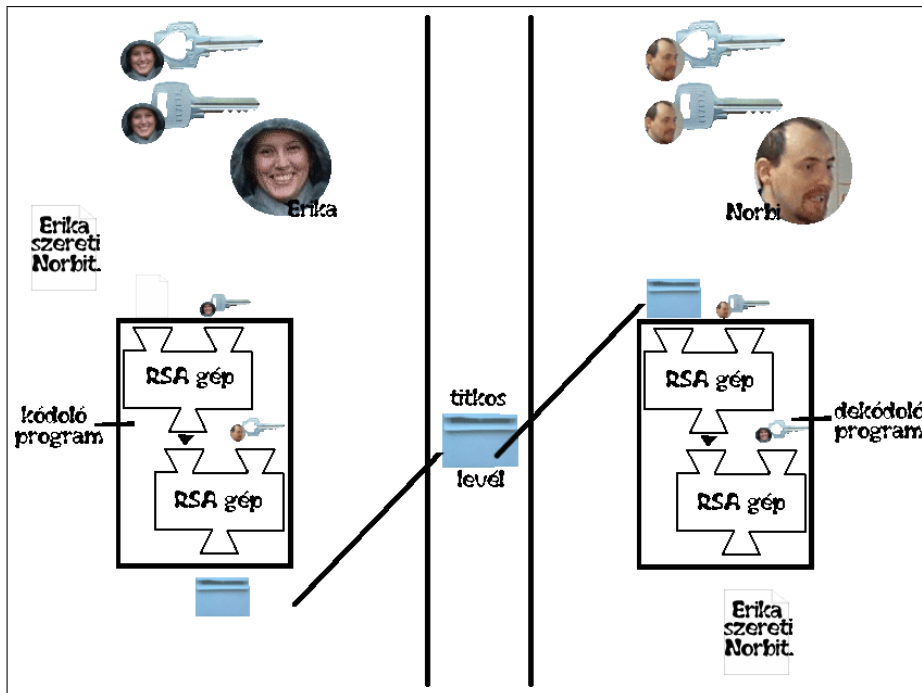 Erika
Norbi
Erika
szereti
Norbit.
RSA gép
kódoló
program
RSA gép
titkos
levél
RSA gép
dekódoló
program
RSA gép
Erika
szereti
Norbit.